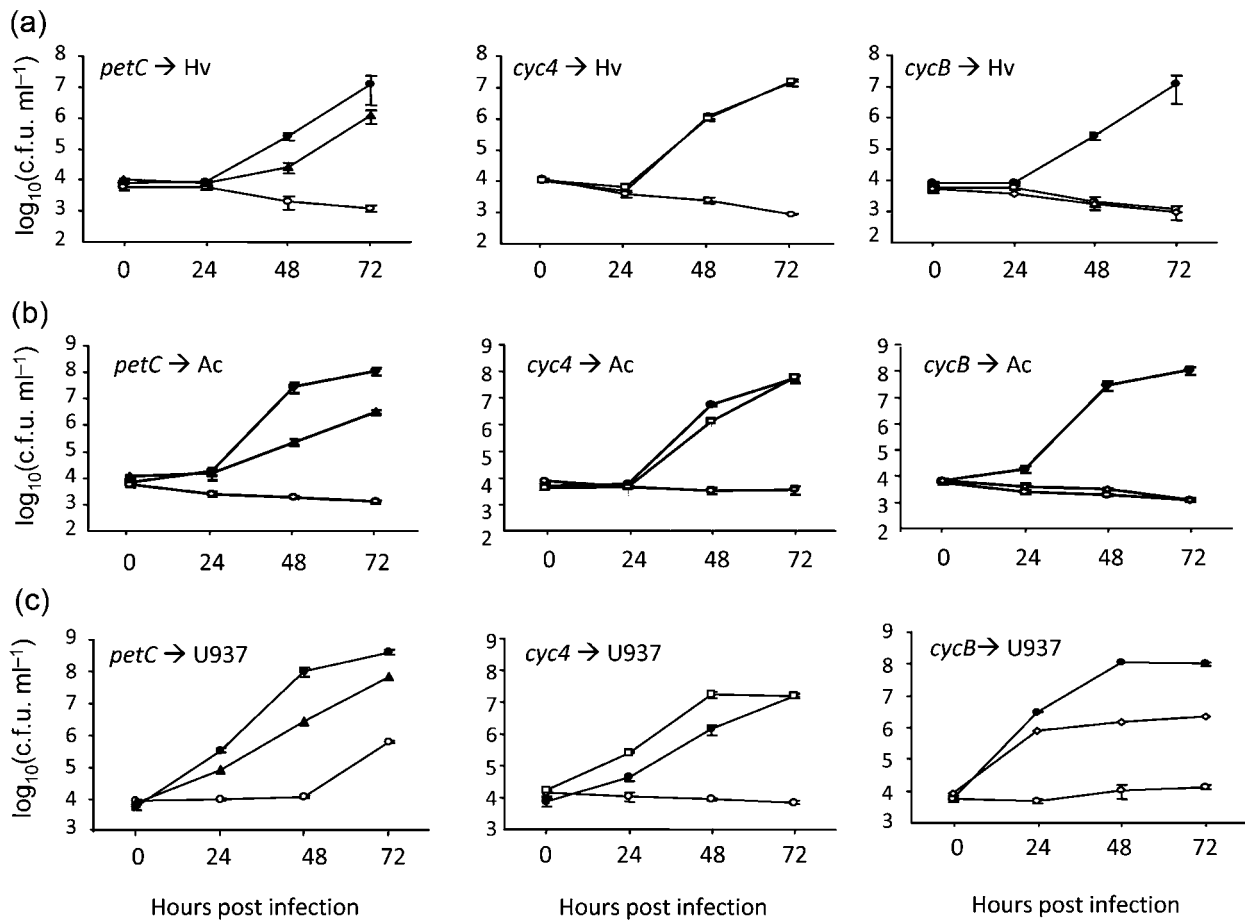 (a)
log10(c.f.u. ml–1)
8
7
6
5
4
3
2
petC → Hv
0 24 48 72
8
7
6
5
4
3
2
cyc4 → Hv
0 24 48 72
8
7
6
5
4
3
2
cycB → Hv
0 24 48 72
(b)
log10(c.f.u. ml–1)
9
8
7
6
5
4
3
2
petC → Ac
0 24 48 72
9
8
7
6
5
4
3
2
cyc4 → Ac
0 24 48 72
9
8
7
6
5
4
3
2
cycB → Ac
0 24 48 72
(c)
log10(c.f.u. ml–1)
9
8
7
6
5
4
3
petC → U937
0 24 48 72
Hours post infection
9
8
7
6
5
4
3
cyc4 → U937
0 24 48 72
Hours post infection
9
8
7
6
5
4
3
cycB → U937
0 24 48 72
Hours post infection